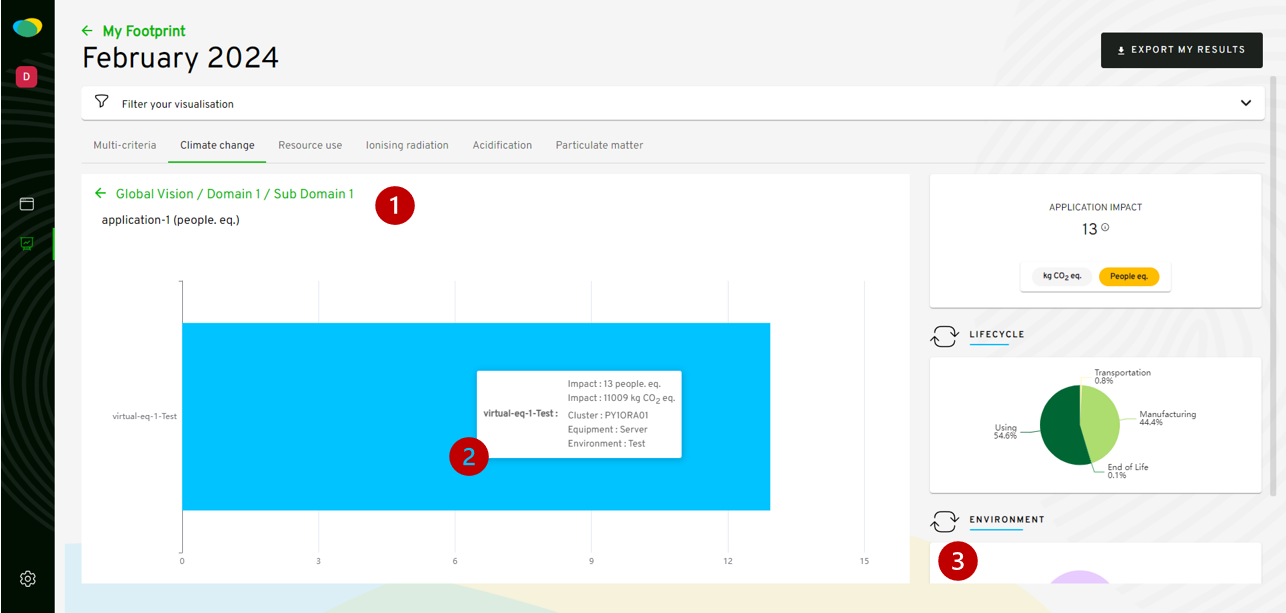 My Footprint
February 2024
EXPORT MY RESULTS
D
Filter your visualisation
Multi-criteria
Climate change
Resource use
Ionising radiation
Acidification
Particulate matter
Global Vision / Domain 1 / Sub Domain 1
1
application-1 (people. eq.)
virtual-eq-1-Test
virtual-eq-1-Test :
Impact : 13 people. eq.
Impact : 11009 kg CO2 eq.
Cluster : PY1ORA01
Equipment : Server
Environment : Test
2
0
3
6
9
12
15
APPLICATION IMPACT
13
kg CO2 eq.
People eq.
LIFECYCLE
Transportation
0.8%
Manufacturing
44.4%
Using
54.6%
End of Life
0.1%
ENVIRONMENT
3